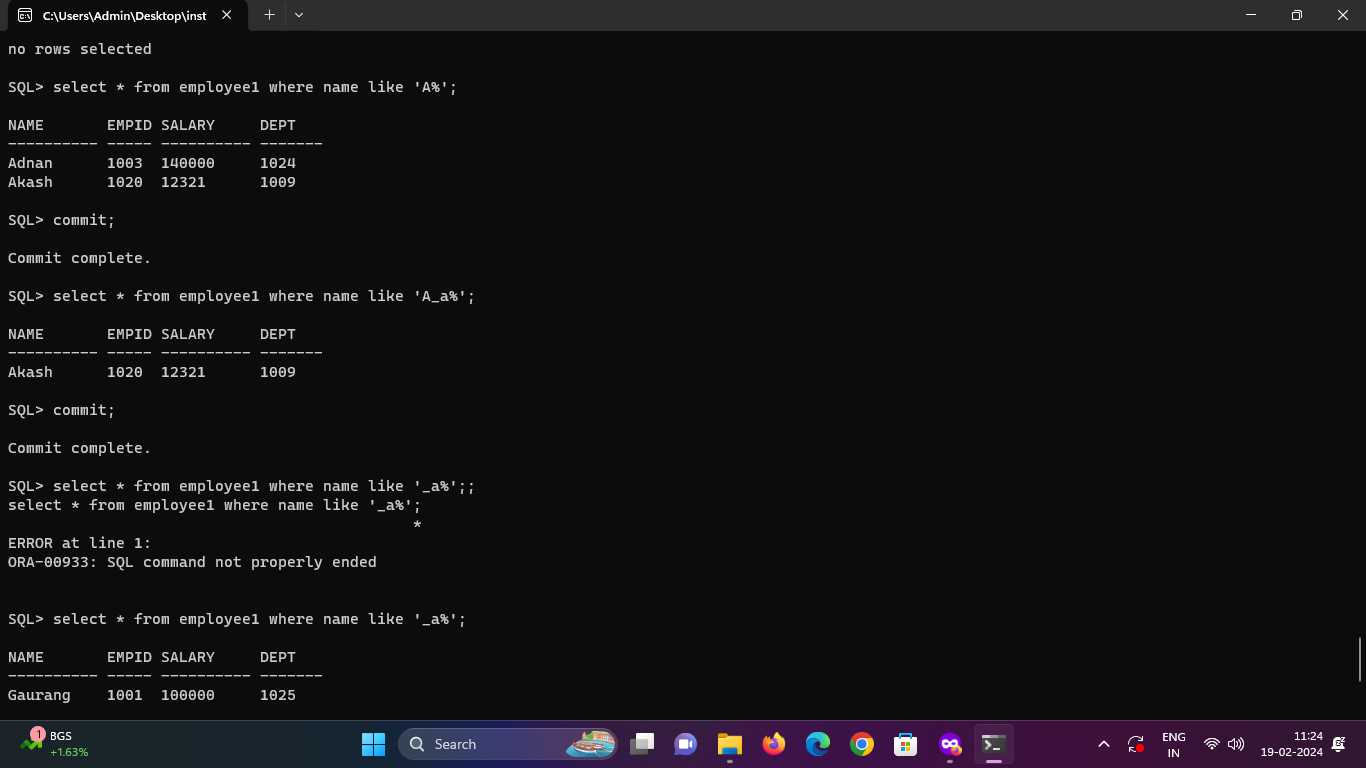 C:\Users\Admin\Desktop\inst
no rows selected
SQL> select * from employee1 where name like 'A%';
NAME       EMPID SALARY     DEPT
---------- ----- ---------- -------
Adnan      1003  140000     1024
Akash      1020  12321      1009
SQL> commit;
Commit complete.
SQL> select * from employee1 where name like 'A_a%';
NAME       EMPID SALARY     DEPT
---------- ----- ---------- -------
Akash      1020  12321      1009
SQL> commit;
Commit complete.
SQL> select * from employee1 where name like '_a%';;
select * from employee1 where name like '_a%';
                                             *
ERROR at line 1:
ORA-00933: SQL command not properly ended
SQL> select * from employee1 where name like '_a%';
NAME       EMPID SALARY     DEPT
---------- ----- ---------- -------
Gaurang    1001  100000     1025
1
BGS
+1.63%
Search
ENG
IN
11:24
19-02-2024